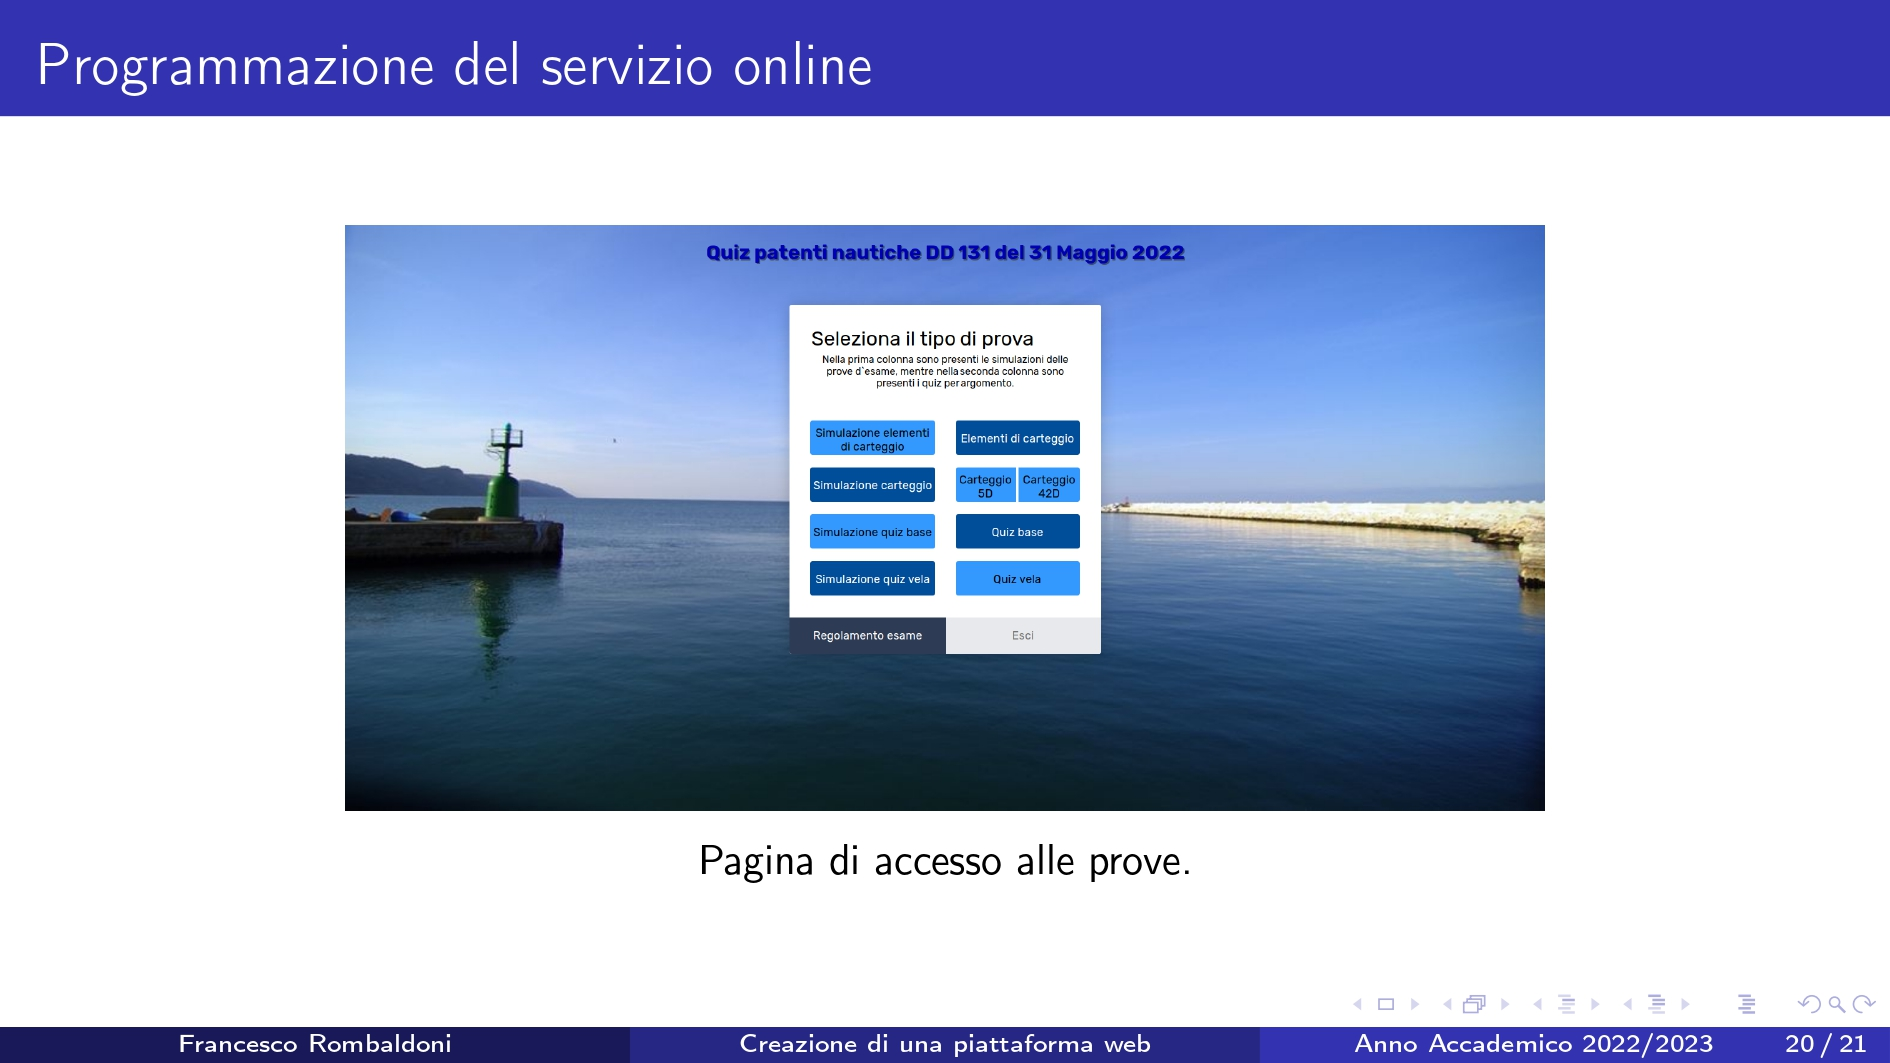 Programmazione del servizio online
Quiz patenti nautiche DD 131 del 31 Maggio 2022
Seleziona il tipo di prova
Nella prima colonna sono presenti le simulazioni delle
prove d`esame, mentre nella seconda colonna sono
presenti i quiz per argomento.
Simulazione elementi
di carteggio
Elementi di carteggio
Simulazione carteggio
Carteggio
5D
Carteggio
42D
Simulazione quiz base
Quiz base
Simulazione quiz vela
Quiz vela
Regolamento esame
Esci
Pagina di accesso alle prove.
Francesco Rombaldoni
Creazione di una piattaforma web
Anno Accademico 2022/2023
20 / 21